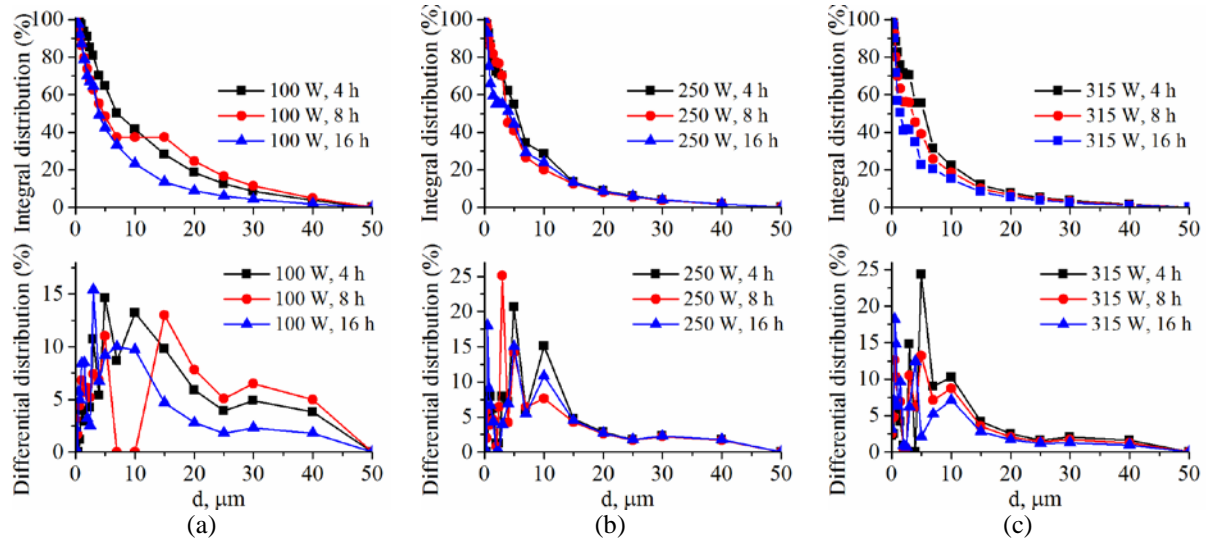 Integral distribution (%)
100
80
60
40
20
0
100 W, 4 h
100 W, 8 h
100 W, 16 h
0 10 20 30 40 50
Differential distribution (%)
15
10
5
0
100 W, 4 h
100 W, 8 h
100 W, 16 h
0 10 20 30 40 50
d, μm
(a)
Integral distribution (%)
100
80
60
40
20
0
250 W, 4 h
250 W, 8 h
250 W, 16 h
0 10 20 30 40 50
Differential distribution (%)
25
20
15
10
5
0
250 W, 4 h
250 W, 8 h
250 W, 16 h
0 10 20 30 40 50
d, μm
(b)
Integral distribution (%)
100
80
60
40
20
0
315 W, 4 h
315 W, 8 h
315 W, 16 h
0 10 20 30 40 50
Differential distribution (%)
25
20
15
10
5
0
315 W, 4 h
315 W, 8 h
315 W, 16 h
0 10 20 30 40 50
d, μm
(c)